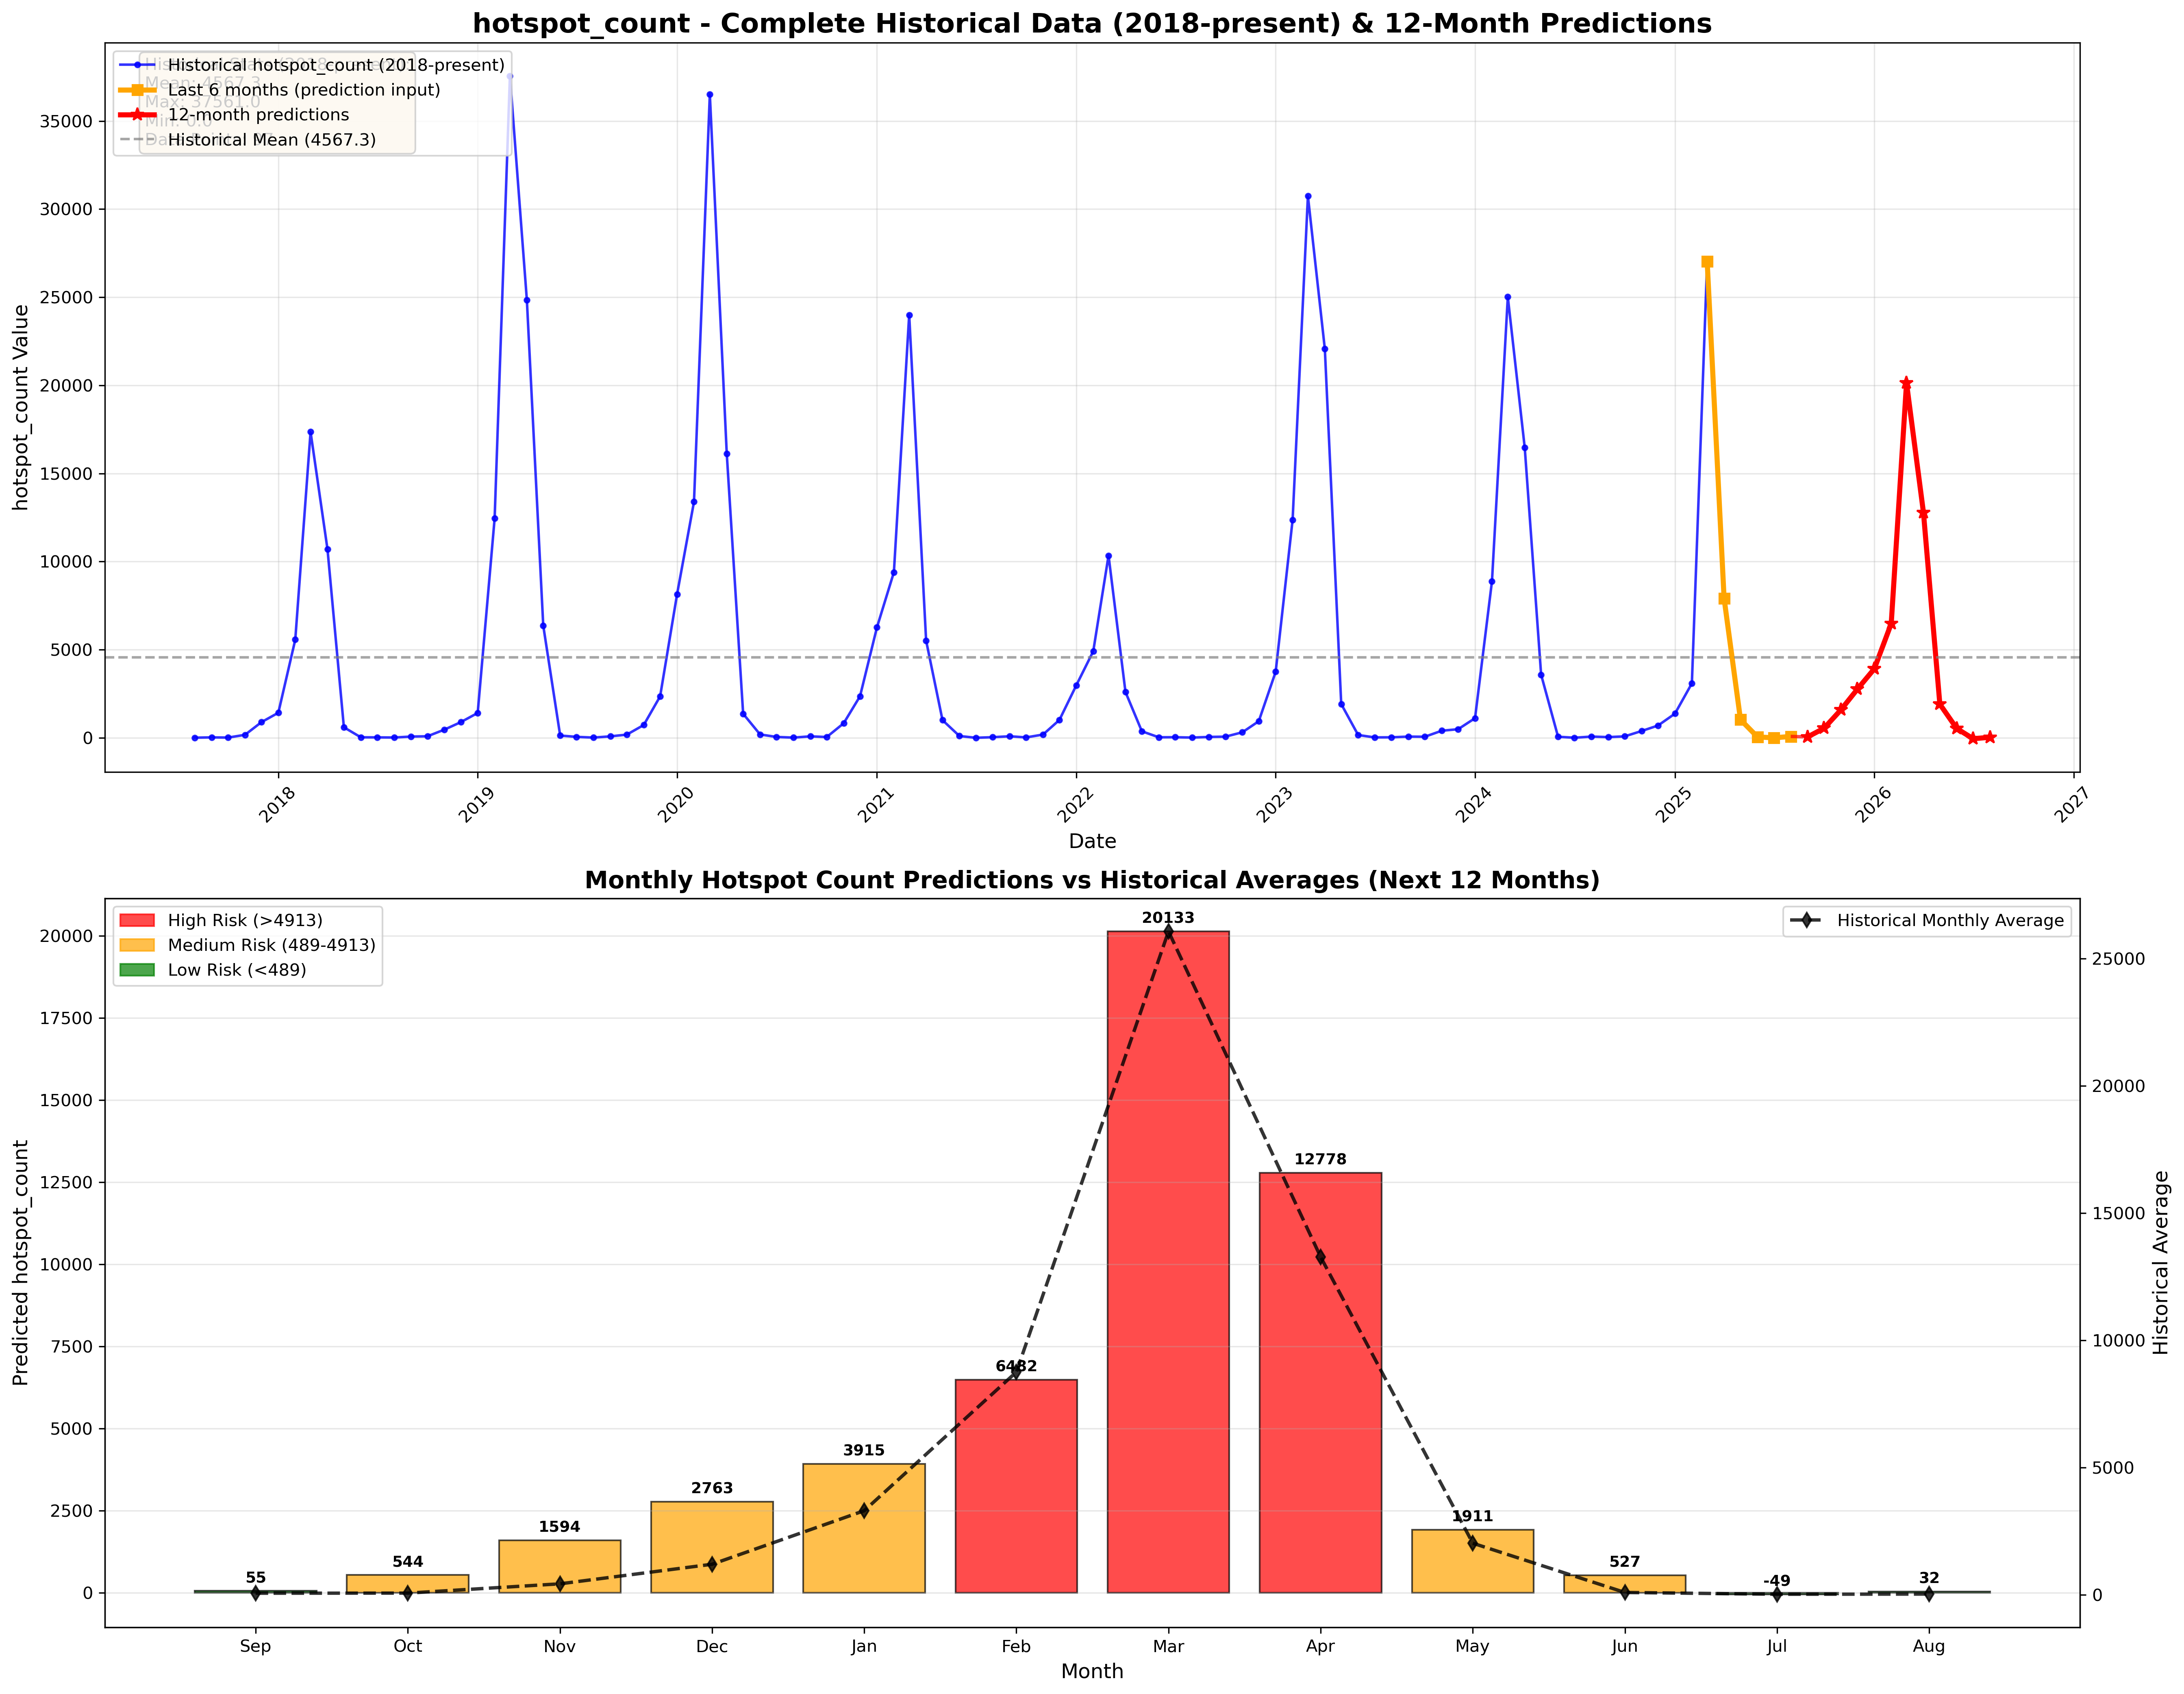 hotspot_count - Complete Historical Data (2018-present) & 12-Month Predictions
Historical hotspot_count (2018-present)
Last 6 months (prediction input)
12-month predictions
Historical Mean (4567.3)
Mean: 4567.3
Max: 37561.0
Min: 0.0
35000
30000
25000
20000
15000
10000
5000
0
hotspot_count Value
2018
2019
2020
2021
2022
2023
2024
2025
2026
2027
Date
Monthly Hotspot Count Predictions vs Historical Averages (Next 12 Months)
High Risk (>4913)
Medium Risk (489-4913)
Low Risk (<489)
Historical Monthly Average
20000
17500
15000
12500
10000
7500
5000
2500
0
Predicted hotspot_count
55
544
1594
2763
3915
6482
20133
12778
1911
527
-49
32
25000
20000
15000
10000
5000
0
Historical Average
Sep
Oct
Nov
Dec
Jan
Feb
Mar
Apr
May
Jun
Jul
Aug
Month